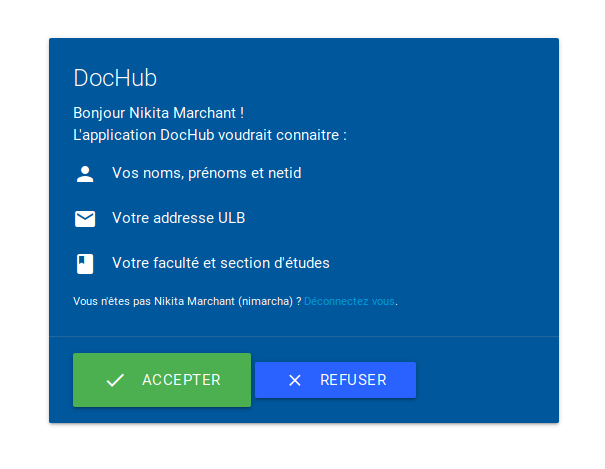 DocHub
Bonjour Nikita Marchant !
L'application DocHub voudrait connaitre :
Vos noms, prénoms et netid
Votre addresse ULB
Votre faculté et section d'études
Vous n'êtes pas Nikita Marchant (nimarcha) ? Déconnectez vous.
ACCEPTER
REFUSER